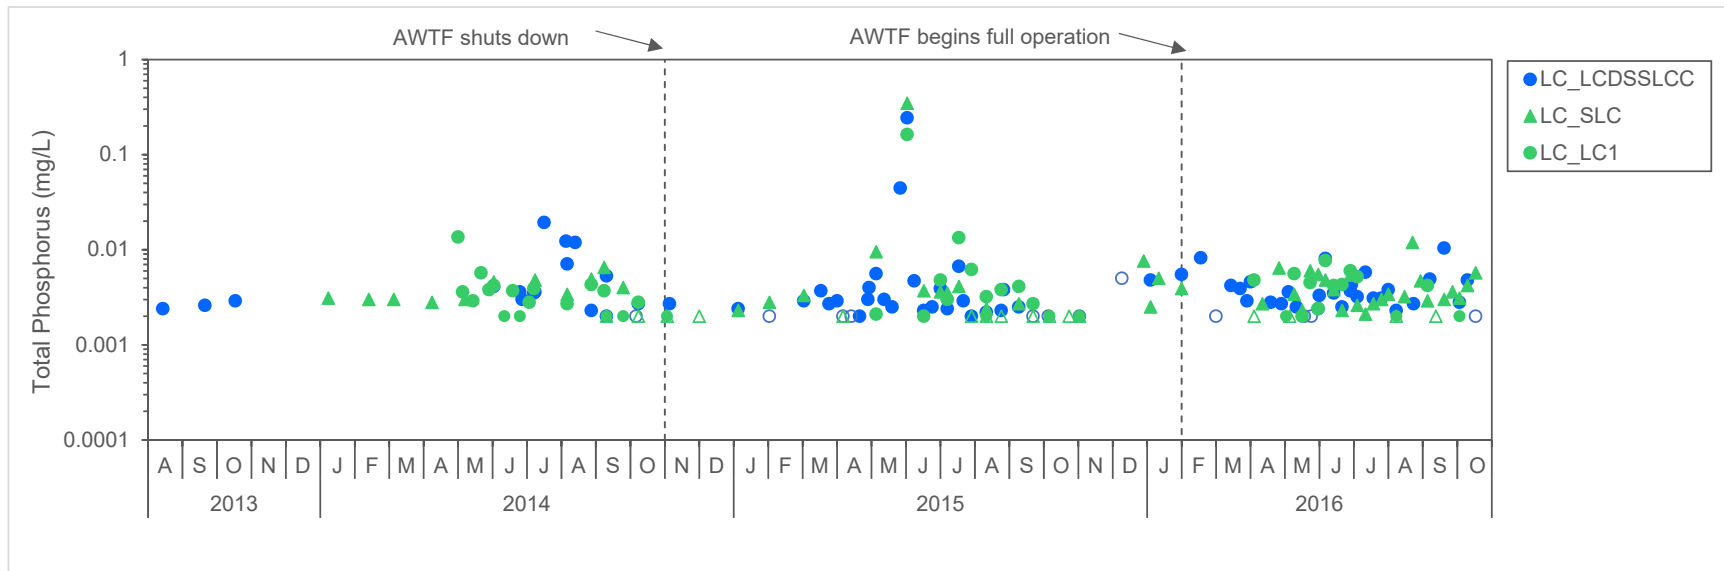 AWTF shuts down
AWTF begins full operation
1
0.1
0.01
0.001
0.0001
Total Phosphorus (mg/L)
LC_LCDSSLCC
LC_SLC
LC_LC1
A S O N D J F M A M J J A S O N D J F M A M J J A S O N D J F M A M J J A S O
2013 2014 2015 2016